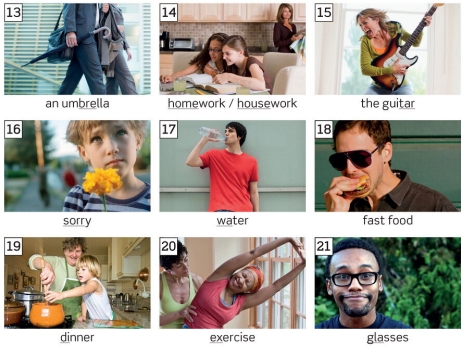 13
14
15
an umbrella
homework / housework
the guitar
16
17
18
sorry
water
fast food
19
20
21
dinner
exercise
glasses